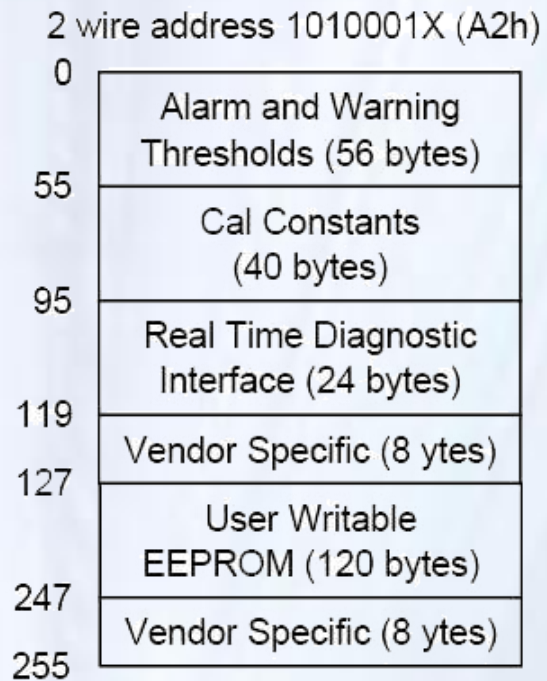 2 wire address 1010001X (A2h)
0
Alarm and Warning
Thresholds (56 bytes)
55
Cal Constants
(40 bytes)
95
Real Time Diagnostic
Interface (24 bytes)
119
Vendor Specific (8 ytes)
127
User Writable
EEPROM (120 bytes)
247
Vendor Specific (8 ytes)
255